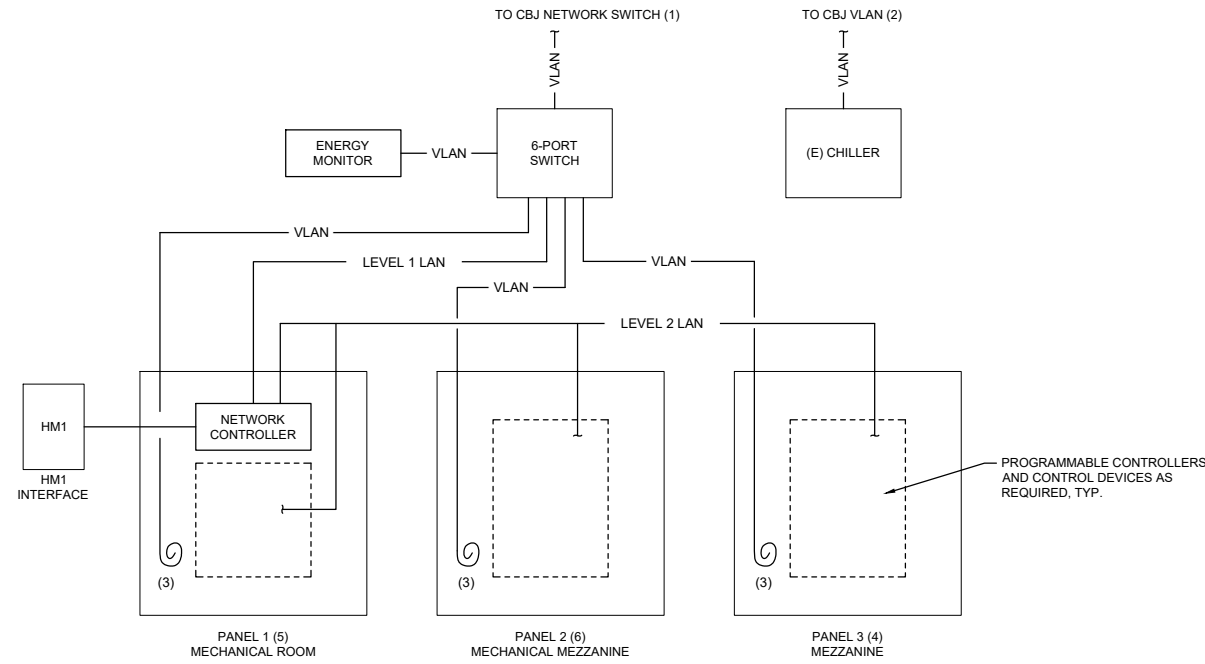 TO CBJ NETWORK SWITCH (1)
TO CBJ VLAN (2)
VLAN
VLAN
ENERGY
MONITOR
VLAN
6-PORT
SWITCH
(E) CHILLER
VLAN
LEVEL 1 LAN
VLAN
VLAN
LEVEL 2 LAN
HM1
HM1
INTERFACE
NETWORK
CONTROLLER
PROGRAMMABLE CONTROLLERS
AND CONTROL DEVICES AS
REQUIRED, TYP.
(3)
(3)
(3)
PANEL 1 (5)
MECHANICAL ROOM
PANEL 2 (6)
MECHANICAL MEZZANINE
PANEL 3 (4)
MEZZANINE